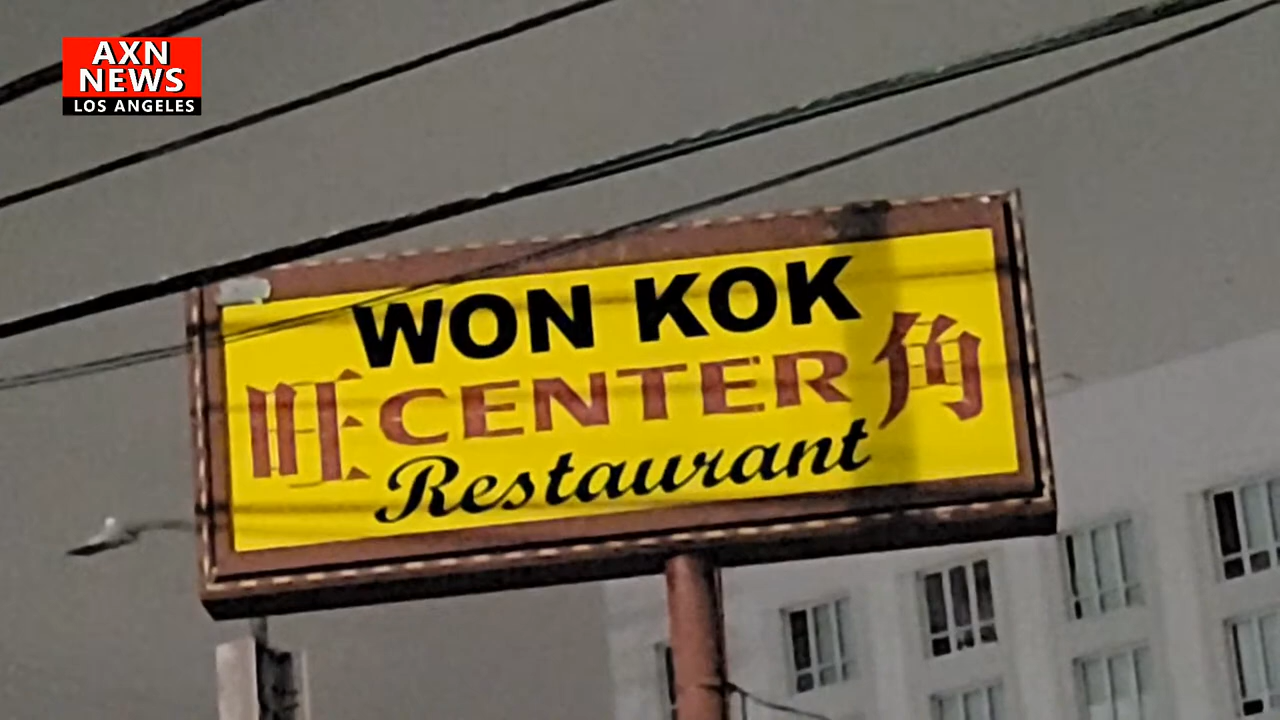 AXN
NEWS
LOS ANGELES
WON KOK
旺 CENTER 角
Restaurant